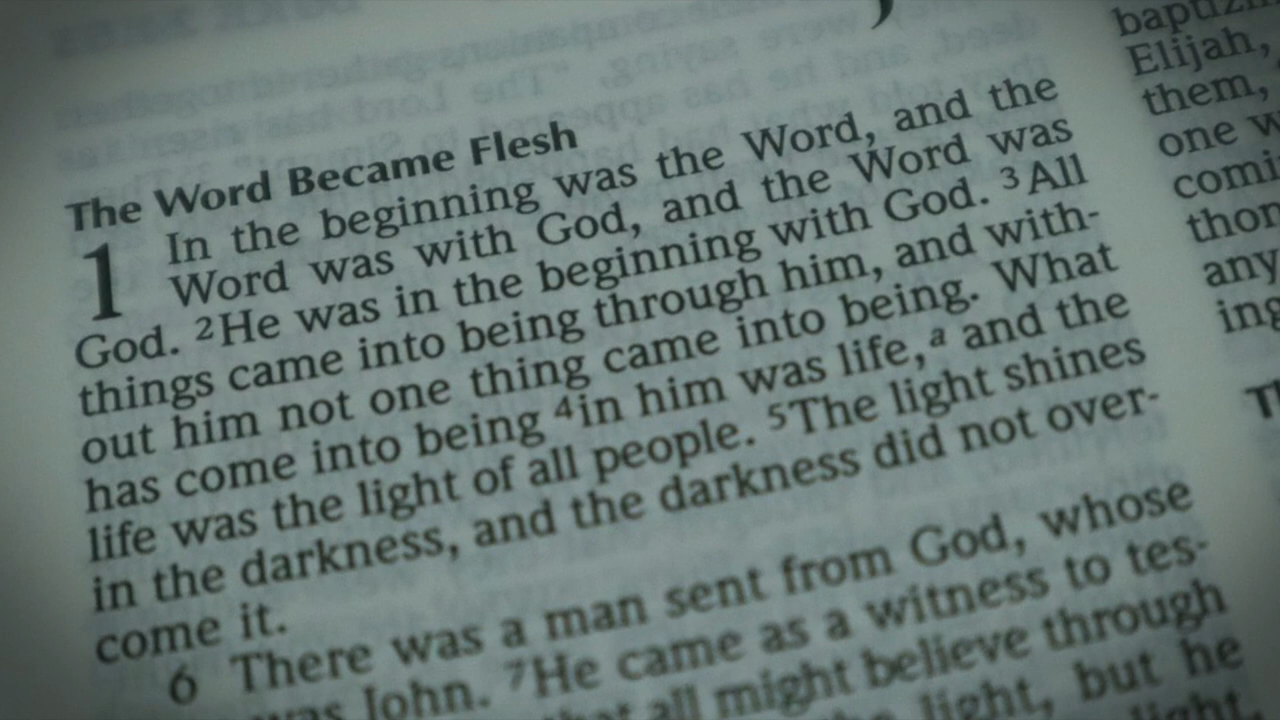 The Word Became Flesh
1 In the beginning was the Word, and the
Word was with God, and the Word was
God. 2He was in the beginning with God. 3All
things came into being through him, and with-
out him not one thing came into being. What
has come into being 4in him was life,a and the
life was the light of all people. 5The light shines
in the darkness, and the darkness did not over-
come it.
6 There was a man sent from God, whose
was John. 7He came as a witness to tes-
all might believe through
light, but he
light.
Elijah,
them,
one
any